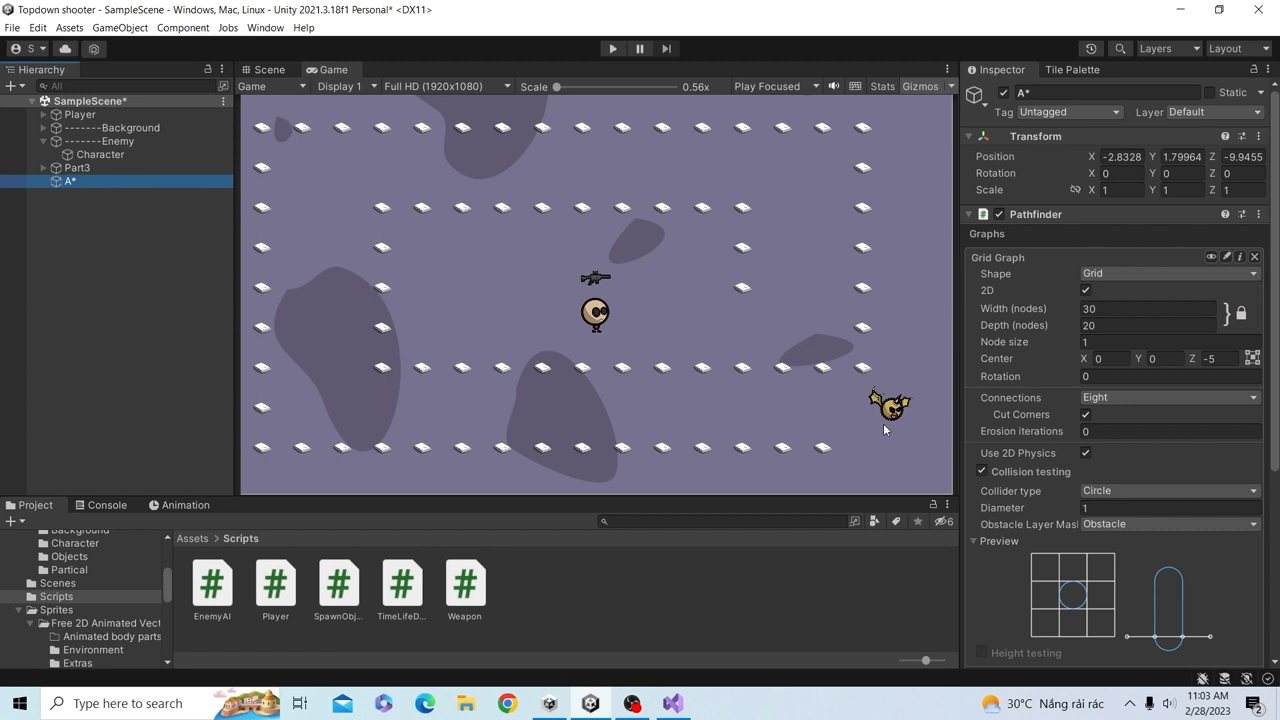 Topdown shooter - SampleScene - Windows, Mac, Linux - Unity 2021.3.18f1 Personal* <DX11>
File Edit Assets GameObject Component Jobs Window Help
S Layers Layout
Hierarchy
All
SampleScene*
Player
-------Background
-------Enemy
Character
Part3
A*
Scene Game
Game Display 1 Full HD (1920x1080) Scale 0.56x Play Focused Stats Gizmos
Inspector Tile Palette
A* Static
Tag Untagged Layer Default
Transform
Position X -2.8328 Y 1.79964 Z -9.9455
Rotation X 0 Y 0 Z 0
Scale X 1 Y 1 Z 1
Pathfinder
Graphs
Grid Graph
Shape Grid
2D
Width (nodes) 30
Depth (nodes) 20
Node size 1
Center X 0 Y 0 Z -5
Rotation 0
Connections Eight
Cut Corners
Erosion iterations 0
Use 2D Physics
Collision testing
Collider type Circle
Diameter 1
Obstacle Layer Masl Obstacle
Preview
Height testing
Project Console Animation
6
Background
Character
Objects
Partical
Scenes
Scripts
Sprites
Free 2D Animated Vect
Animated body parts
Environment
Extras
Assets > Scripts
# # # # #
EnemyAI Player SpawnObj... TimeLifeD... Weapon
Type here to search
30°C Nắng rải rác
11:03 AM
2/28/2023
2